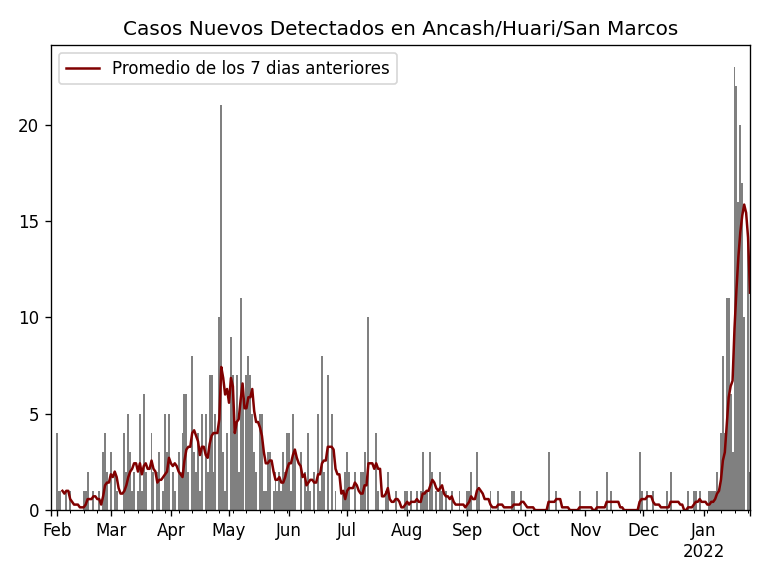 Casos Nuevos Detectados en Ancash/Huari/San Marcos
Promedio de los 7 dias anteriores
20
15
10
5
0
Feb Mar Apr May Jun Jul Aug Sep Oct Nov Dec Jan
2022